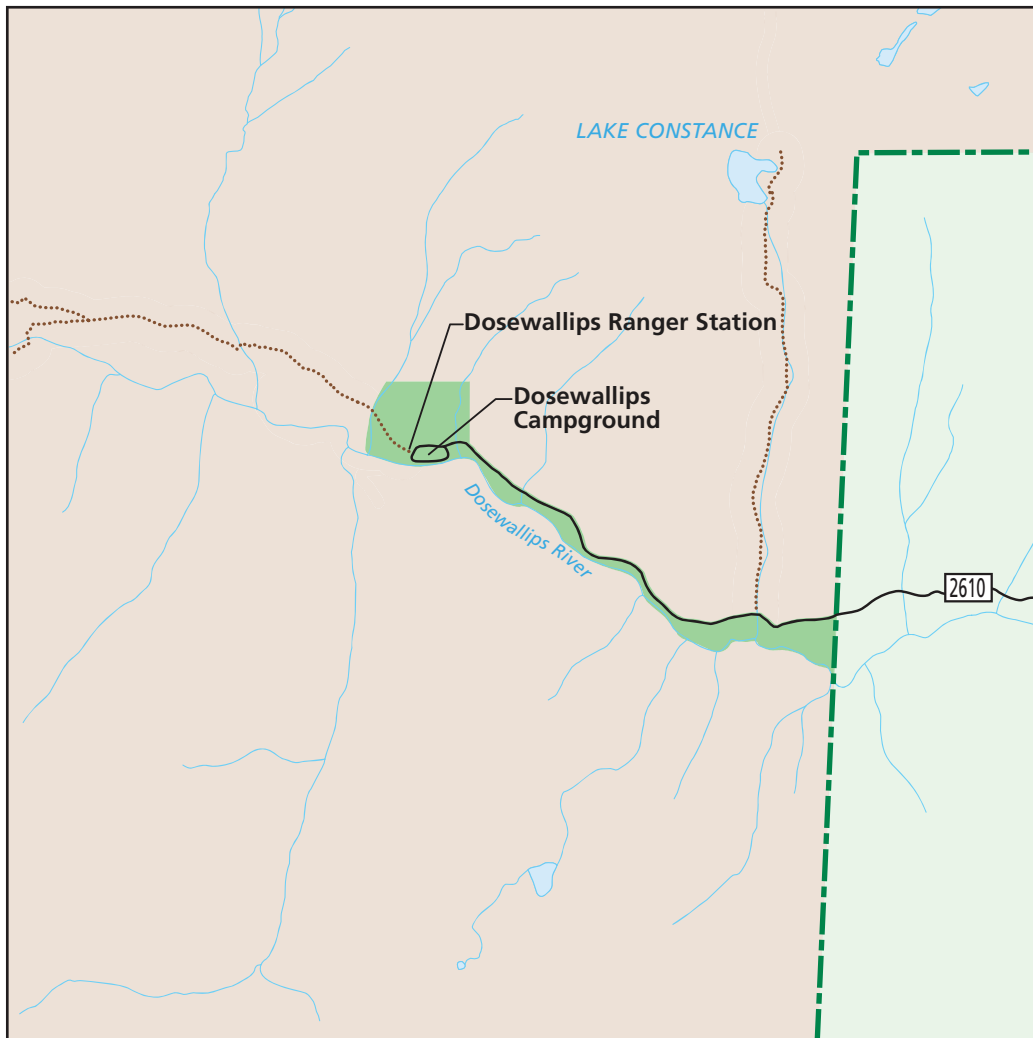 LAKE CONSTANCE
Dosewallips Ranger Station
Dosewallips
Campground
Dosewallips River
2610